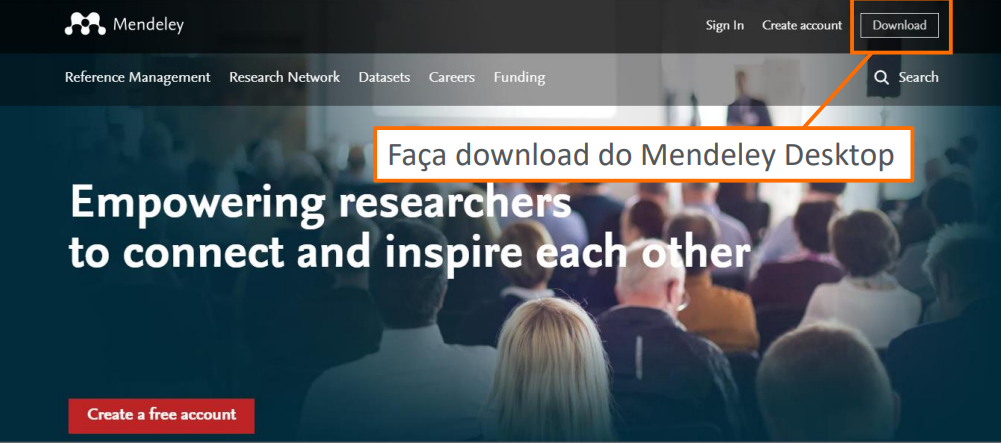 Mendeley
Sign In Create account Download
Reference Management Research Network Datasets Careers Funding Search
Faça download do Mendeley Desktop
Empowering researchers
to connect and inspire each other
Create a free account